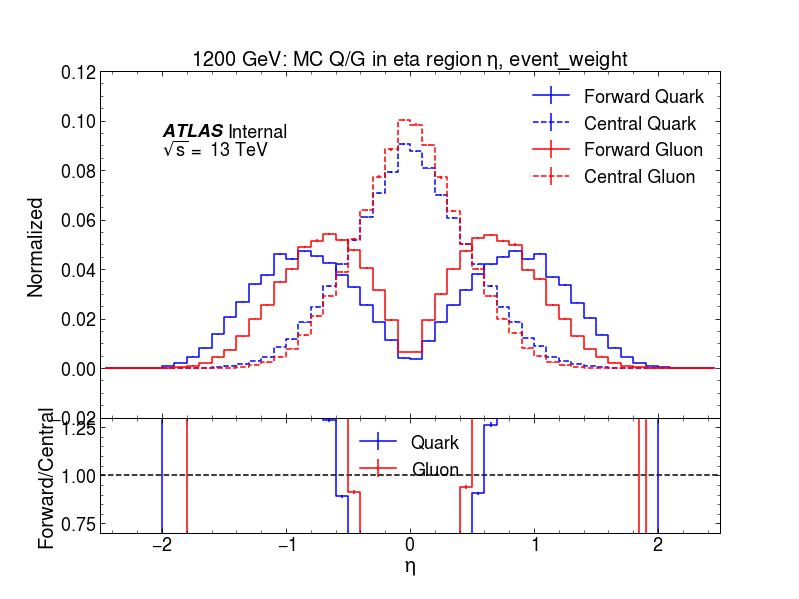 1200 GeV: MC Q/G in eta region η, event_weight
0.12
0.10
0.08
0.06
0.04
0.02
0.00
−0.02
Normalized
ATLAS Internal
√s = 13 TeV
Forward Quark
Central Quark
Forward Gluon
Central Gluon
1.25
1.00
0.75
Forward/Central
Quark
Gluon
−2 −1 0 1 2
η